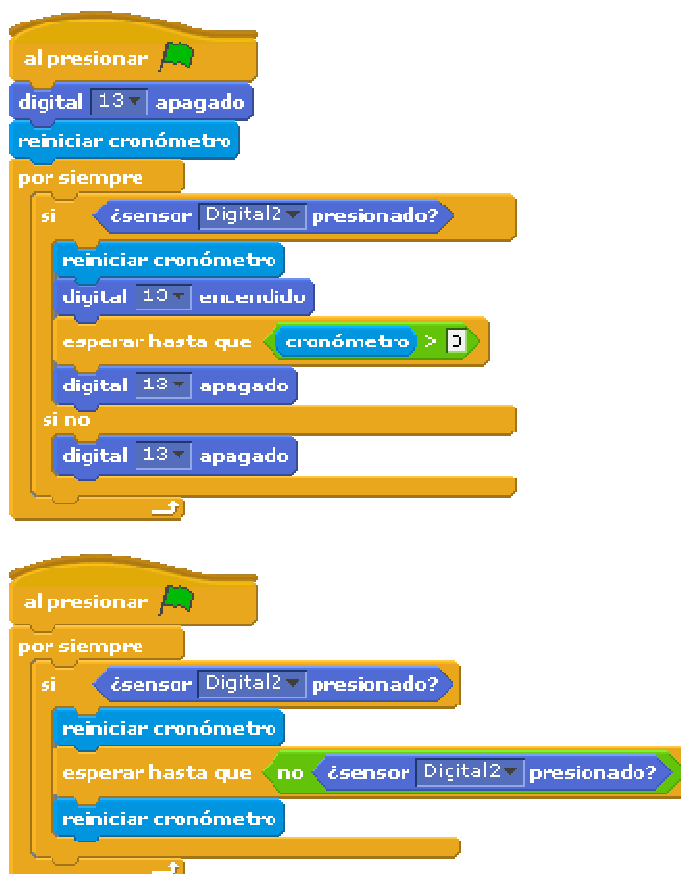 al presionar
digital 13 apagado
reiniciar cronómetro
por siempre
si ¿sensor Digital2 presionado?
reiniciar cronómetro
digital 13 encendido
esperar hasta que cronómetro >
digital 13 apagado
si no
digital 13 apagado
al presionar
por siempre
si ¿sensor Digital2 presionado?
reiniciar cronómetro
esperar hasta que no ¿sensor Digital2 presionado?
reiniciar cronómetro